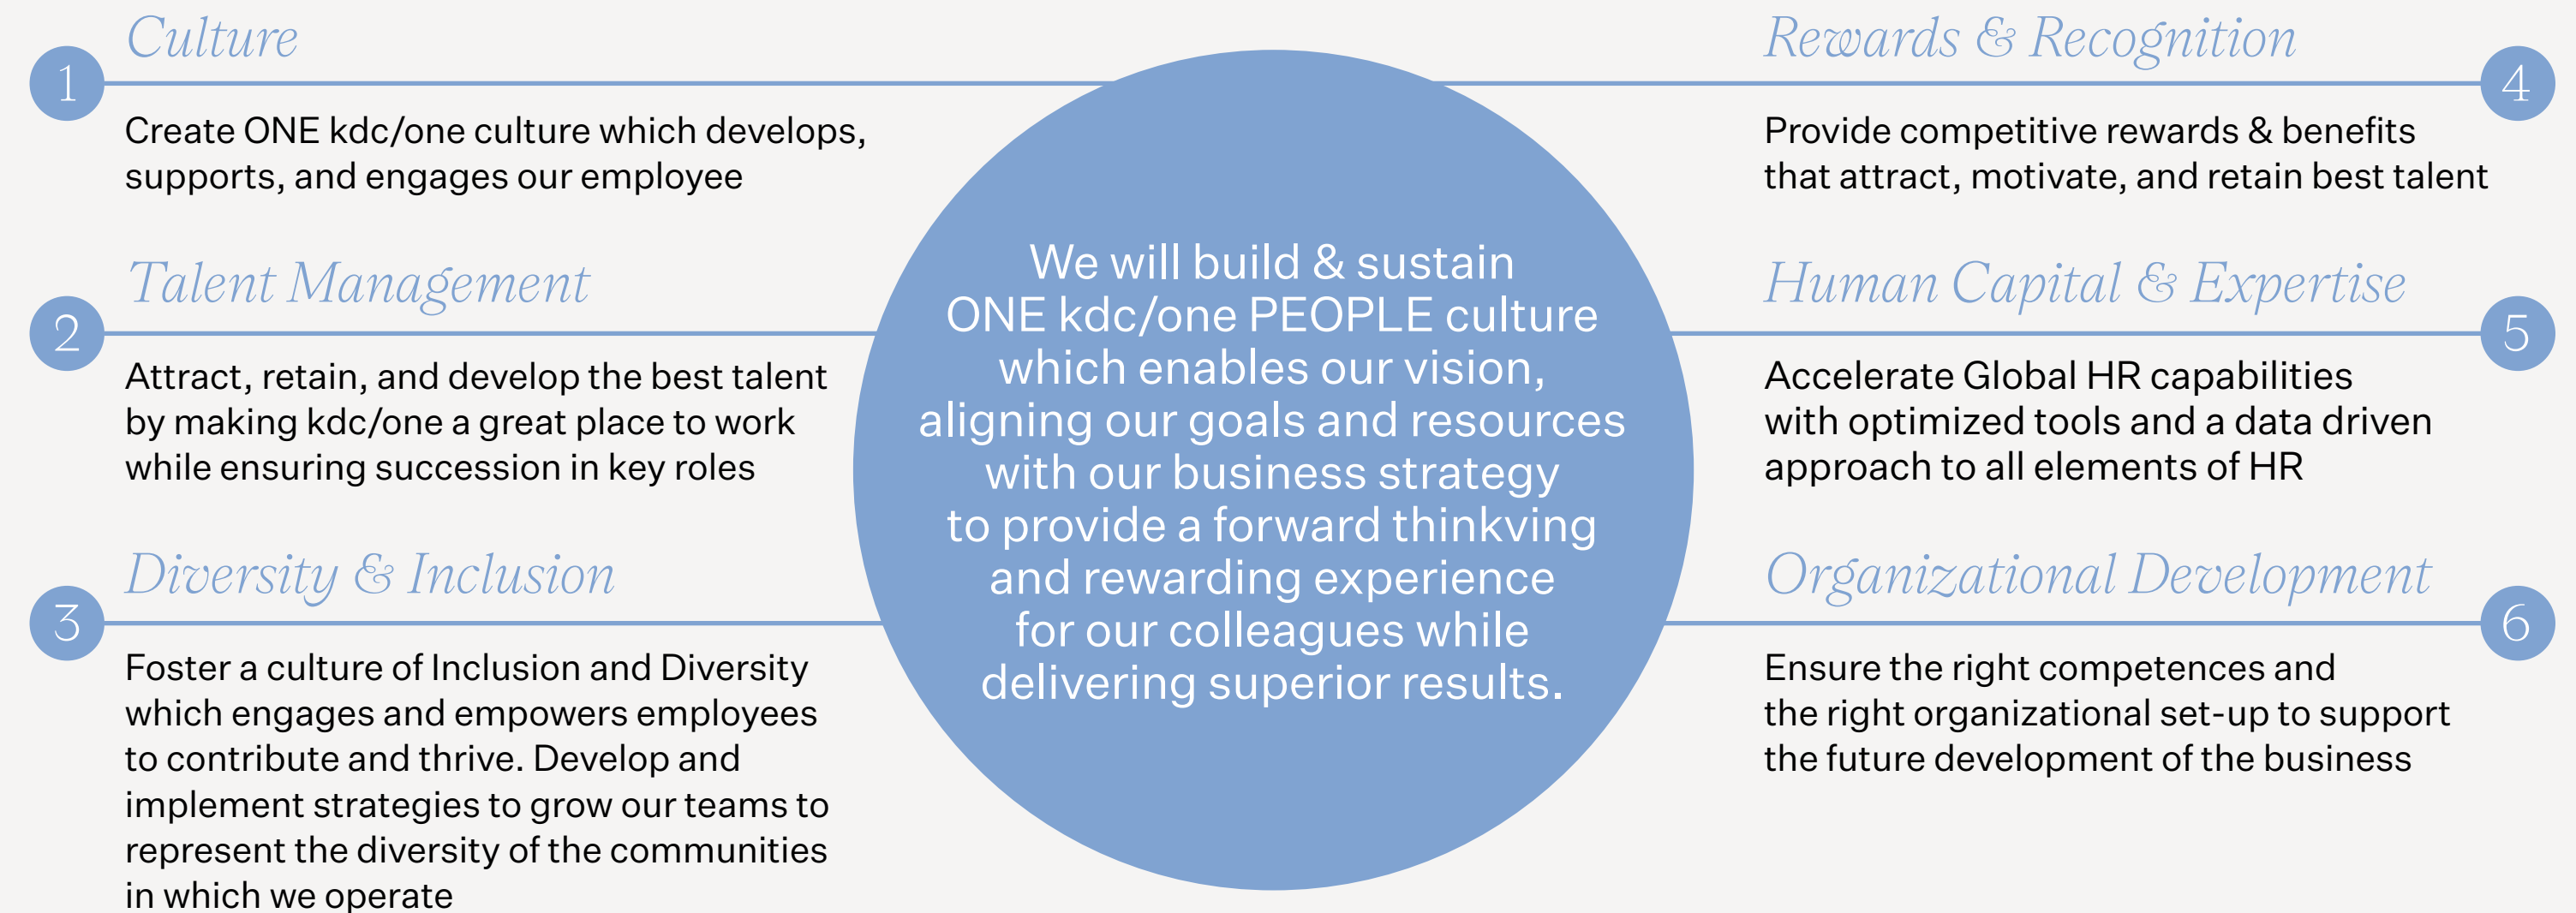 1
Culture
Create ONE kdc/one culture which develops,
supports, and engages our employee
2
Talent Management
Attract, retain, and develop the best talent
by making kdc/one a great place to work
while ensuring succession in key roles
3
Diversity & Inclusion
Foster a culture of Inclusion and Diversity
which engages and empowers employees
to contribute and thrive. Develop and
implement strategies to grow our teams to
represent the diversity of the communities
in which we operate
We will build & sustain
ONE kdc/one PEOPLE culture
which enables our vision,
aligning our goals and resources
with our business strategy
to provide a forward thinkving
and rewarding experience
for our colleagues while
delivering superior results.
Rewards & Recognition
4
Provide competitive rewards & benefits
that attract, motivate, and retain best talent
Human Capital & Expertise
5
Accelerate Global HR capabilities
with optimized tools and a data driven
approach to all elements of HR
Organizational Development
6
Ensure the right competences and
the right organizational set-up to support
the future development of the business